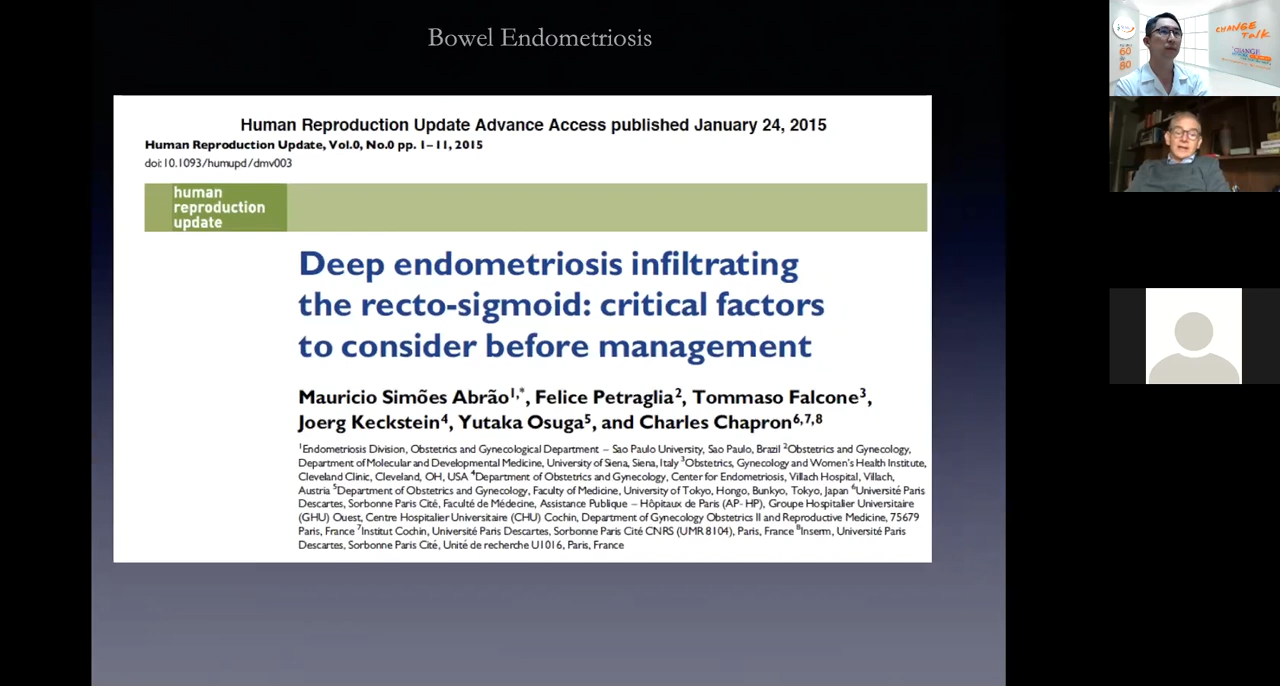 Bowel Endometriosis
Human Reproduction Update Advance Access published January 24, 2015
Human Reproduction Update, Vol.0, No.0 pp. 1–11, 2015
doi:10.1093/humupd/dmv003
human
reproduction
update
Deep endometriosis infiltrating
the recto-sigmoid: critical factors
to consider before management
Mauricio Simões Abrão1,*, Felice Petraglia2, Tommaso Falcone3,
Joerg Keckstein4, Yutaka Osuga5, and Charles Chapron6,7,8
1Endometriosis Division, Obstetrics and Gynecological Department – Sao Paulo University, Sao Paulo, Brazil 2Obstetrics and Gynecology,
Department of Molecular and Developmental Medicine, University of Siena, Siena, Italy 3Obstetrics, Gynecology and Women's Health Institute,
Cleveland Clinic, Cleveland, OH, USA 4Department of Obstetrics and Gynecology, Center for Endometriosis, Villach Hospital, Villach,
Austria 5Department of Obstetrics and Gynecology, Faculty of Medicine, University of Tokyo, Hongo, Bunkyo, Tokyo, Japan 6Université Paris
Descartes, Sorbonne Paris Cité, Faculté de Médecine, Assistance Publique – Hôpitaux de Paris (AP- HP), Groupe Hospitalier Universitaire
(GHU) Ouest, Centre Hospitalier Universitaire (CHU) Cochin, Department of Gynecology Obstetrics II and Reproductive Medicine, 75679
Paris, France 7Institut Cochin, Université Paris Descartes, Sorbonne Paris Cité CNRS (UMR 8104), Paris, France 8Inserm, Université Paris
Descartes, Sorbonne Paris Cité, Unité de recherche U1016, Paris, France
CHANGE
TALK
60
80